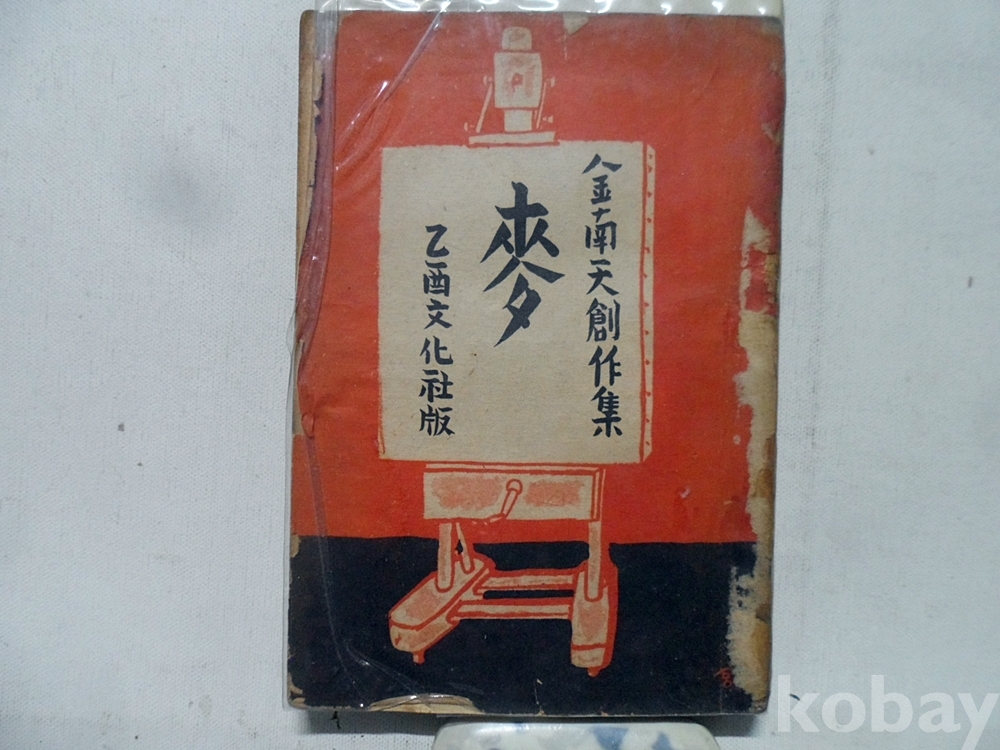 金南天創作集
麥
乙酉文化社版
kobay